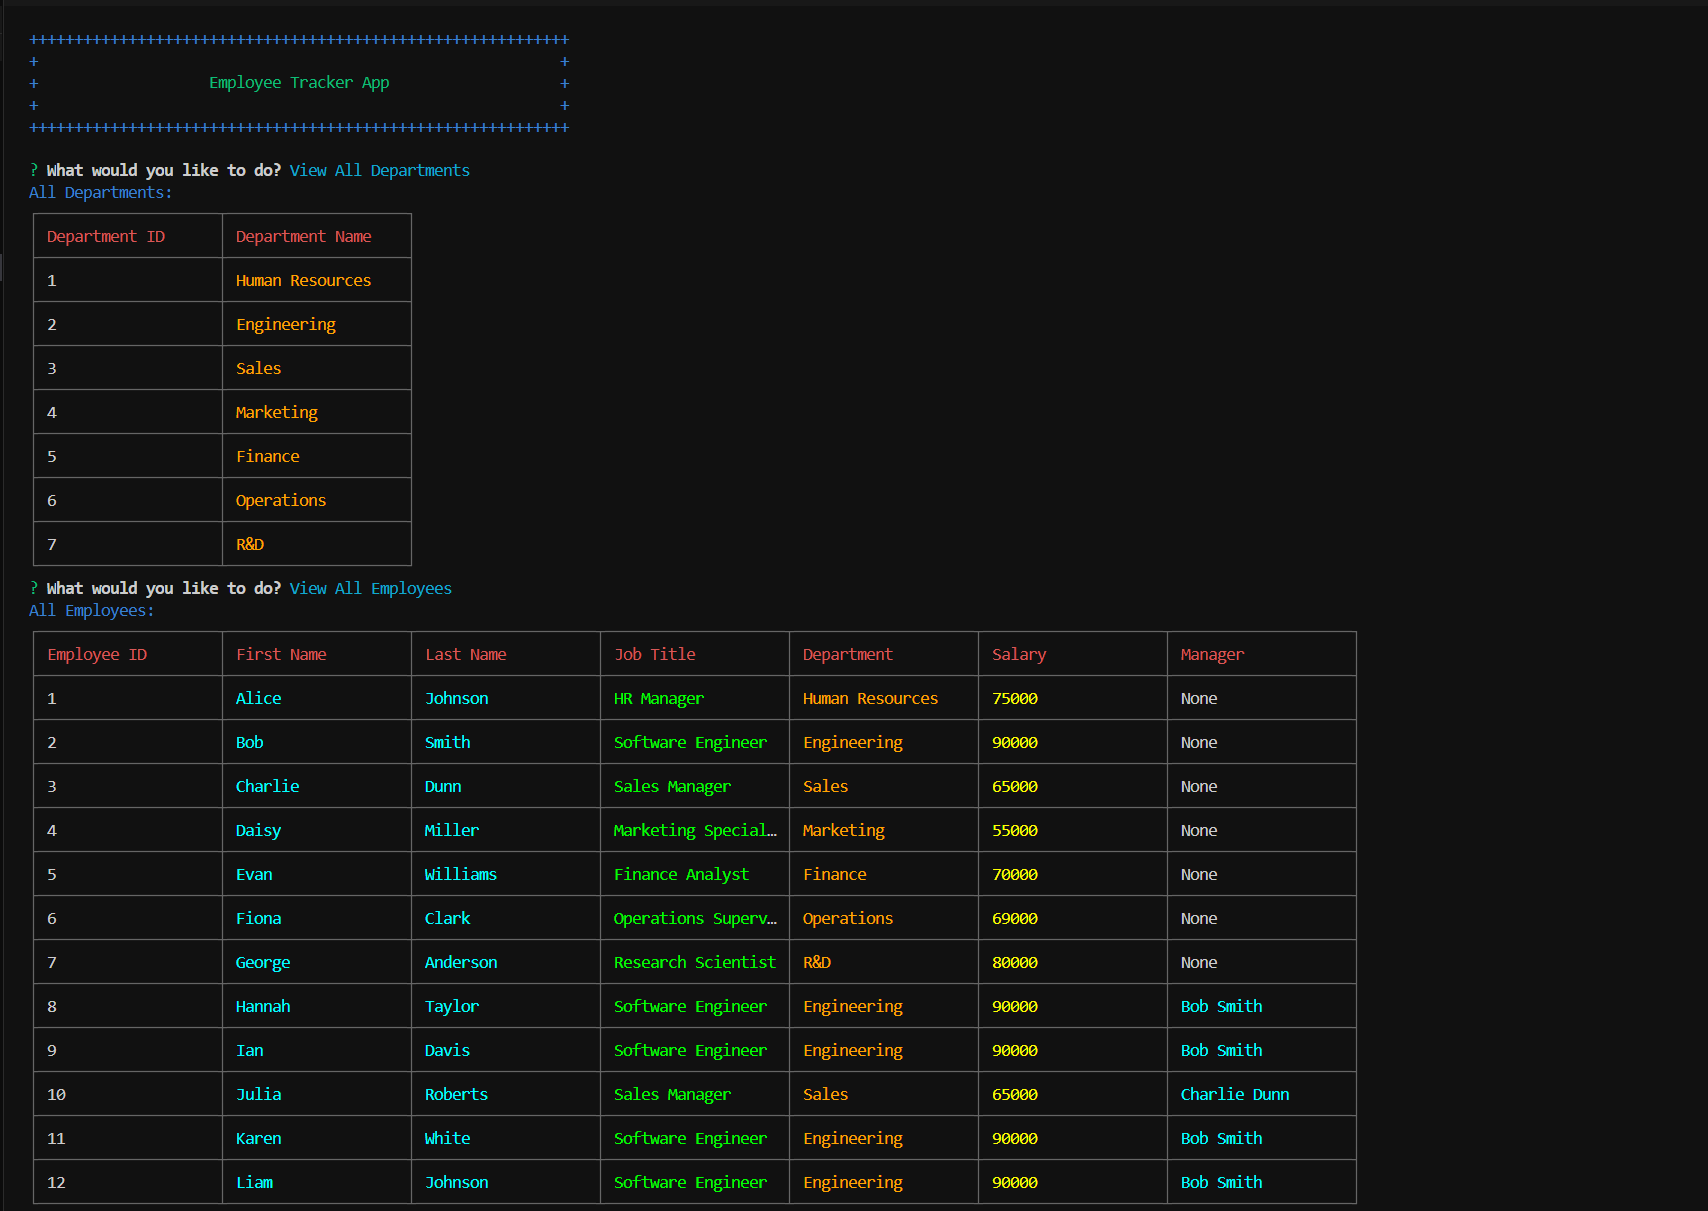 ++++++++++++++++++++++++++++++++++++++++++++++++++++++++++++
+ +
+ Employee Tracker App +
+ +
++++++++++++++++++++++++++++++++++++++++++++++++++++++++++++
? What would you like to do? View All Departments
All Departments:
Department ID Department Name
1 Human Resources
2 Engineering
3 Sales
4 Marketing
5 Finance
6 Operations
7 R&D
? What would you like to do? View All Employees
All Employees:
Employee ID First Name Last Name Job Title Department Salary Manager
1 Alice Johnson HR Manager Human Resources 75000 None
2 Bob Smith Software Engineer Engineering 90000 None
3 Charlie Dunn Sales Manager Sales 65000 None
4 Daisy Miller Marketing Special… Marketing 55000 None
5 Evan Williams Finance Analyst Finance 70000 None
6 Fiona Clark Operations Superv… Operations 69000 None
7 George Anderson Research Scientist R&D 80000 None
8 Hannah Taylor Software Engineer Engineering 90000 Bob Smith
9 Ian Davis Software Engineer Engineering 90000 Bob Smith
10 Julia Roberts Sales Manager Sales 65000 Charlie Dunn
11 Karen White Software Engineer Engineering 90000 Bob Smith
12 Liam Johnson Software Engineer Engineering 90000 Bob Smith